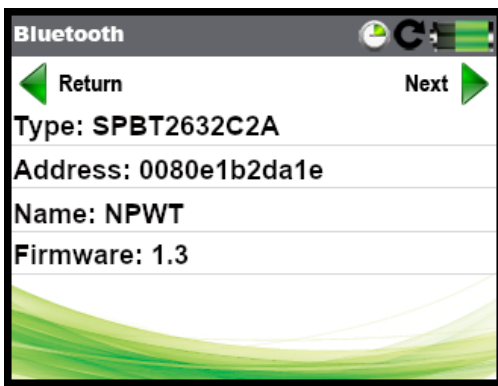 Bluetooth
Return Next
Type: SPBT2632C2A
Address: 0080e1b2da1e
Name: NPWT
Firmware: 1.3